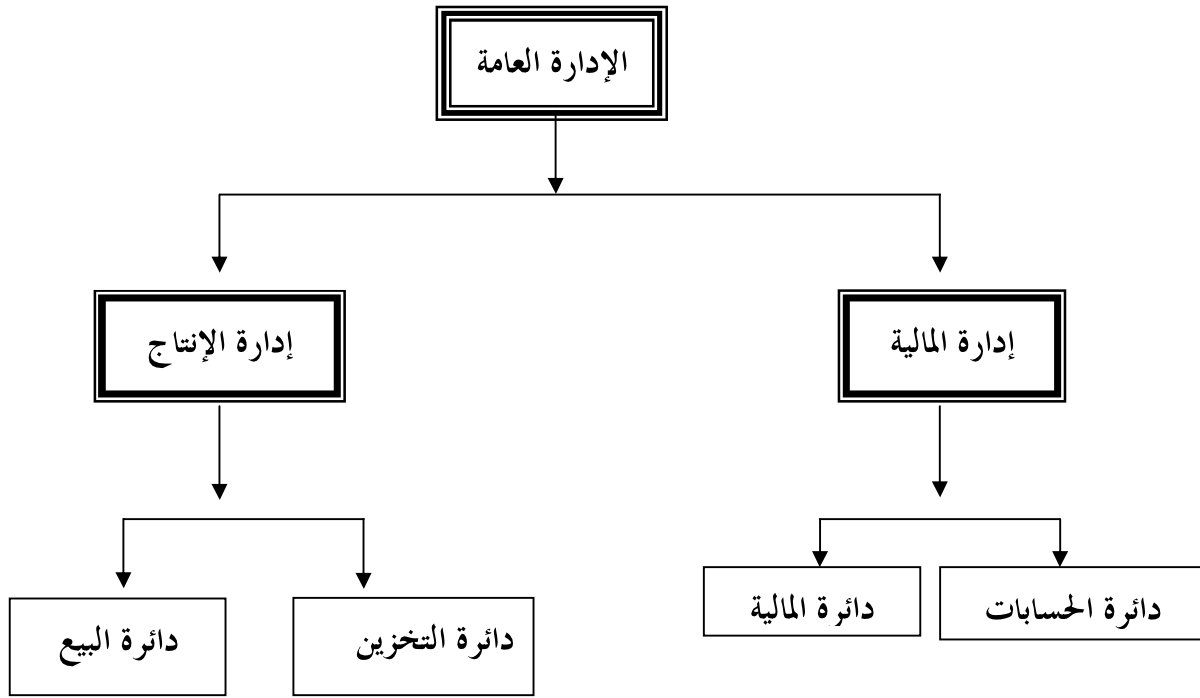 الإدارة العامة
إدارة المالية
إدارة الإنتاج
دائرة الحسابات
دائرة المالية
دائرة التخزين
دائرة البيع